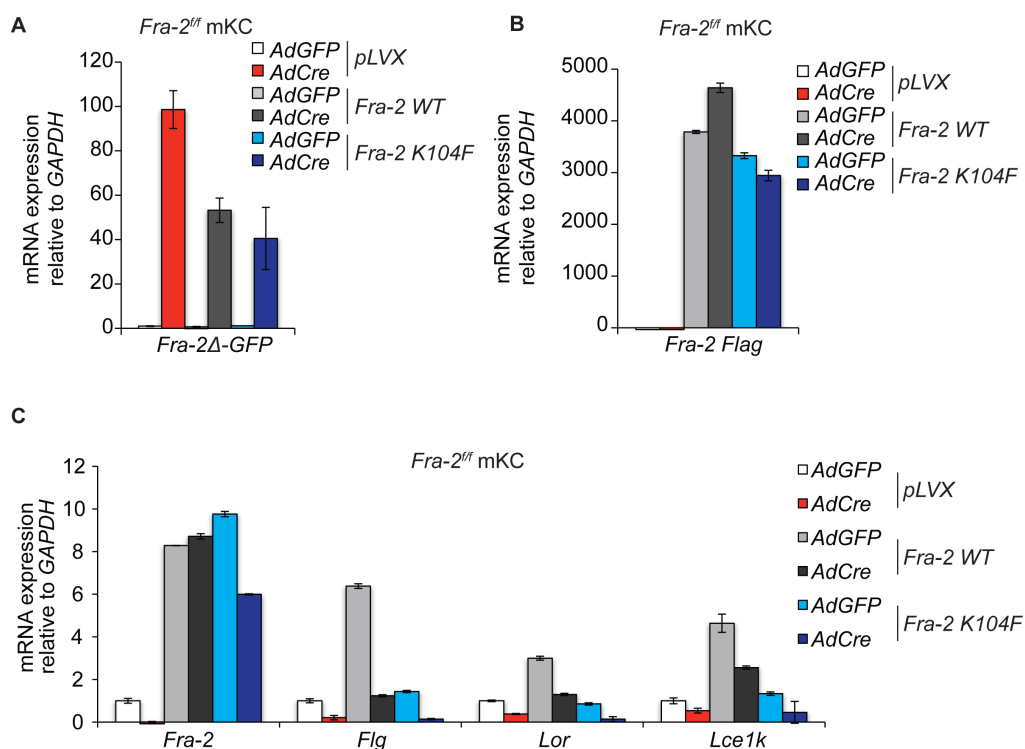 A
Fra-2f/f mKC
mRNA expression
relative to GAPDH
120
100
80
60
40
20
0
Fra-2Δ-GFP
AdGFP
AdCre
pLVX
AdGFP
AdCre
Fra-2 WT
AdGFP
AdCre
Fra-2 K104F
B
Fra-2f/f mKC
mRNA expression
relative to GAPDH
5000
4000
3000
2000
1000
0
Fra-2 Flag
AdGFP
AdCre
pLVX
AdGFP
AdCre
Fra-2 WT
AdGFP
AdCre
Fra-2 K104F
C
Fra-2f/f mKC
mRNA expression
relative to GAPDH
12
10
8
6
4
2
0
Fra-2 Flg Lor Lce1k
AdGFP
AdCre
pLVX
AdGFP
AdCre
Fra-2 WT
AdGFP
AdCre
Fra-2 K104F